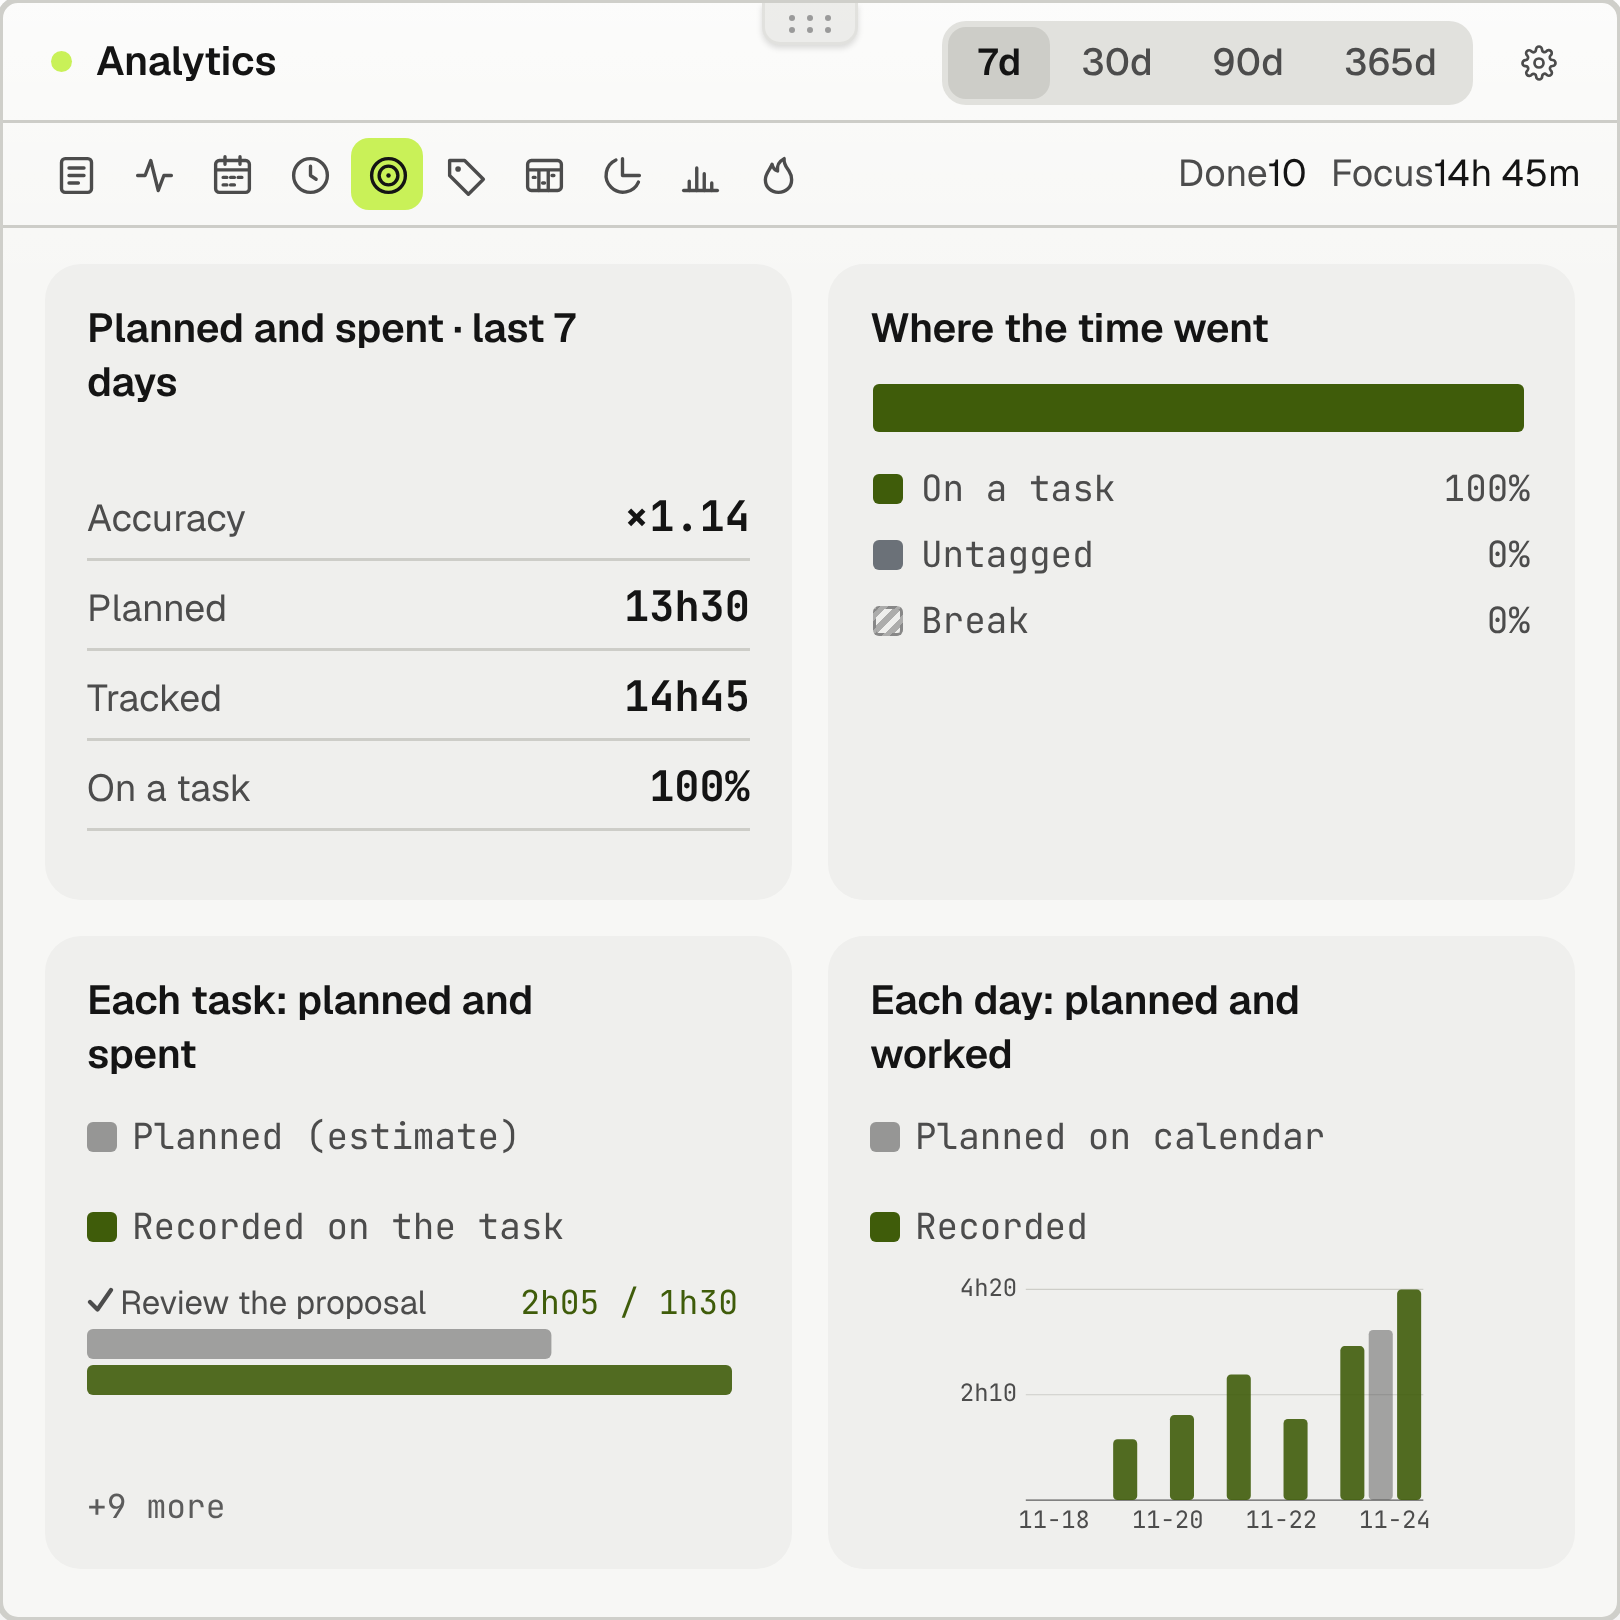 Analytics
7d 30d 90d 365d
Done10 Focus14h 45m
Planned and spent · last 7
days
Accuracy ×1.14
Planned 13h30
Tracked 14h45
On a task 100%
Where the time went
On a task 100%
Untagged 0%
Break 0%
Each task: planned and
spent
Planned (estimate)
Recorded on the task
Review the proposal 2h05 / 1h30
+9 more
Each day: planned and
worked
Planned on calendar
Recorded
4h20
2h10
11-18 11-20 11-22 11-24